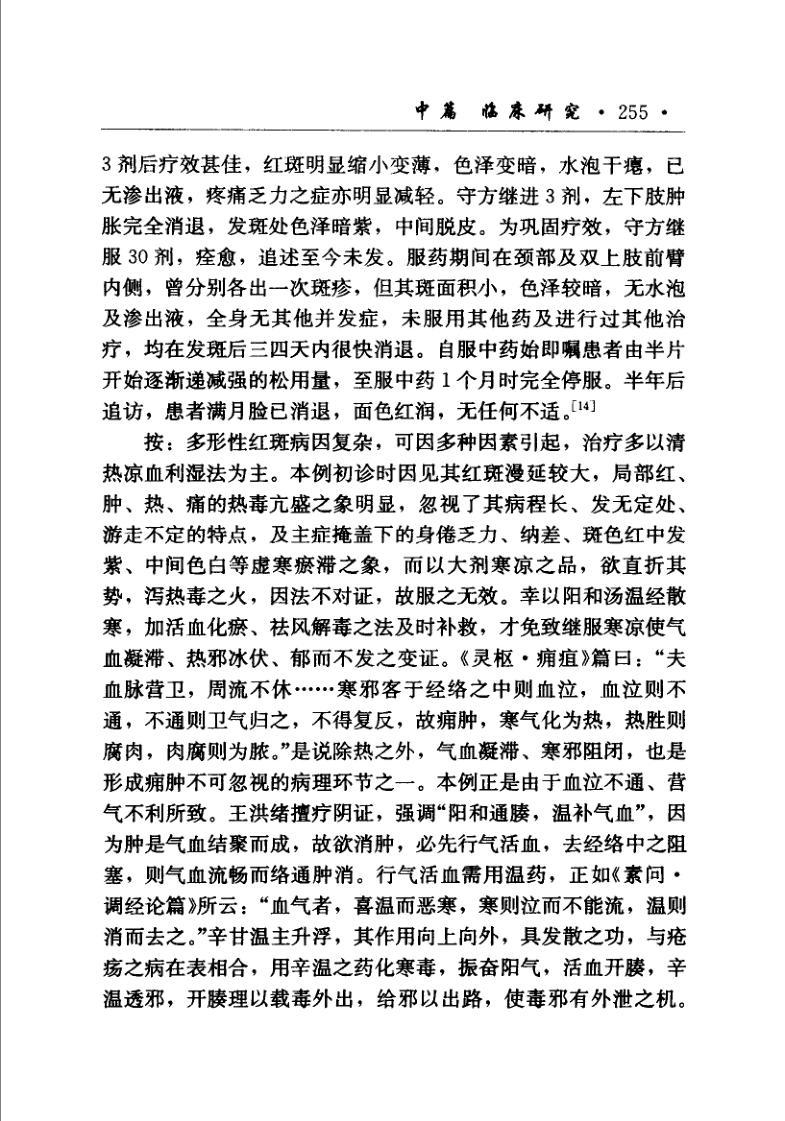 中篇 临床研究 · 255 ·
3 剂后疗效甚佳，红斑明显缩小变薄，色泽变暗，水泡干瘪，已
无渗出液，疼痛乏力之症亦明显减轻。守方继进 3 剂，左下肢肿
胀完全消退，发斑处色泽暗紫，中间脱皮。为巩固疗效，守方继
服 30 剂，痊愈，追述至今未发。服药期间在颈部及双上肢前臂
内侧，曾分别各出一次斑疹，但其斑面积小，色泽较暗，无水泡
及渗出液，全身无其他并发症，未服用其他药及进行过其他治
疗，均在发斑后三四天内很快消退。自服中药始即嘱患者由半片
开始逐渐递减强的松用量，至服中药 1 个月时完全停服。半年后
追访，患者满月脸已消退，面色红润，无任何不适。[14]
按：多形性红斑病因复杂，可因多种因素引起，治疗多以清
热凉血利湿法为主。本例初诊时因见其红斑漫延较大，局部红、
肿、热、痛的热毒亢盛之象明显，忽视了其病程长、发无定处、
游走不定的特点，及主症掩盖下的身倦乏力、纳差、斑色红中发
紫、中间色白等虚寒瘀滞之象，而以大剂寒凉之品，欲直折其
势，泻热毒之火，因法不对证，故服之无效。幸以阳和汤温经散
寒，加活血化瘀、祛风解毒之法及时补救，才免致继服寒凉使气
血凝滞、热邪冰伏、郁而不发之变证。《灵枢·痈疽》篇曰：“夫
血脉营卫，周流不休……寒邪客于经络之中则血泣，血泣则不
通，不通则卫气归之，不得复反，故痈肿，寒气化为热，热胜则
腐肉，肉腐则为脓。”是说除热之外，气血凝滞、寒邪阻闭，也是
形成痈肿不可忽视的病理环节之一。本例正是由于血泣不通、营
气不利所致。王洪绪擅疗阴证，强调“阳和通腠，温补气血”，因
为肿是气血结聚而成，故欲消肿，必先行气活血，去经络中之阻
塞，则气血流畅而络通肿消。行气活血需用温药，正如《素问·
调经论篇》所云：“血气者，喜温而恶寒，寒则泣而不能流，温则
消而去之。”辛甘温主升浮，其作用向上向外，具发散之功，与疮
疡之病在表相合，用辛温之药化寒毒，振奋阳气，活血开腠，辛
温透邪，开腠理以载毒外出，给邪以出路，使毒邪有外泄之机。